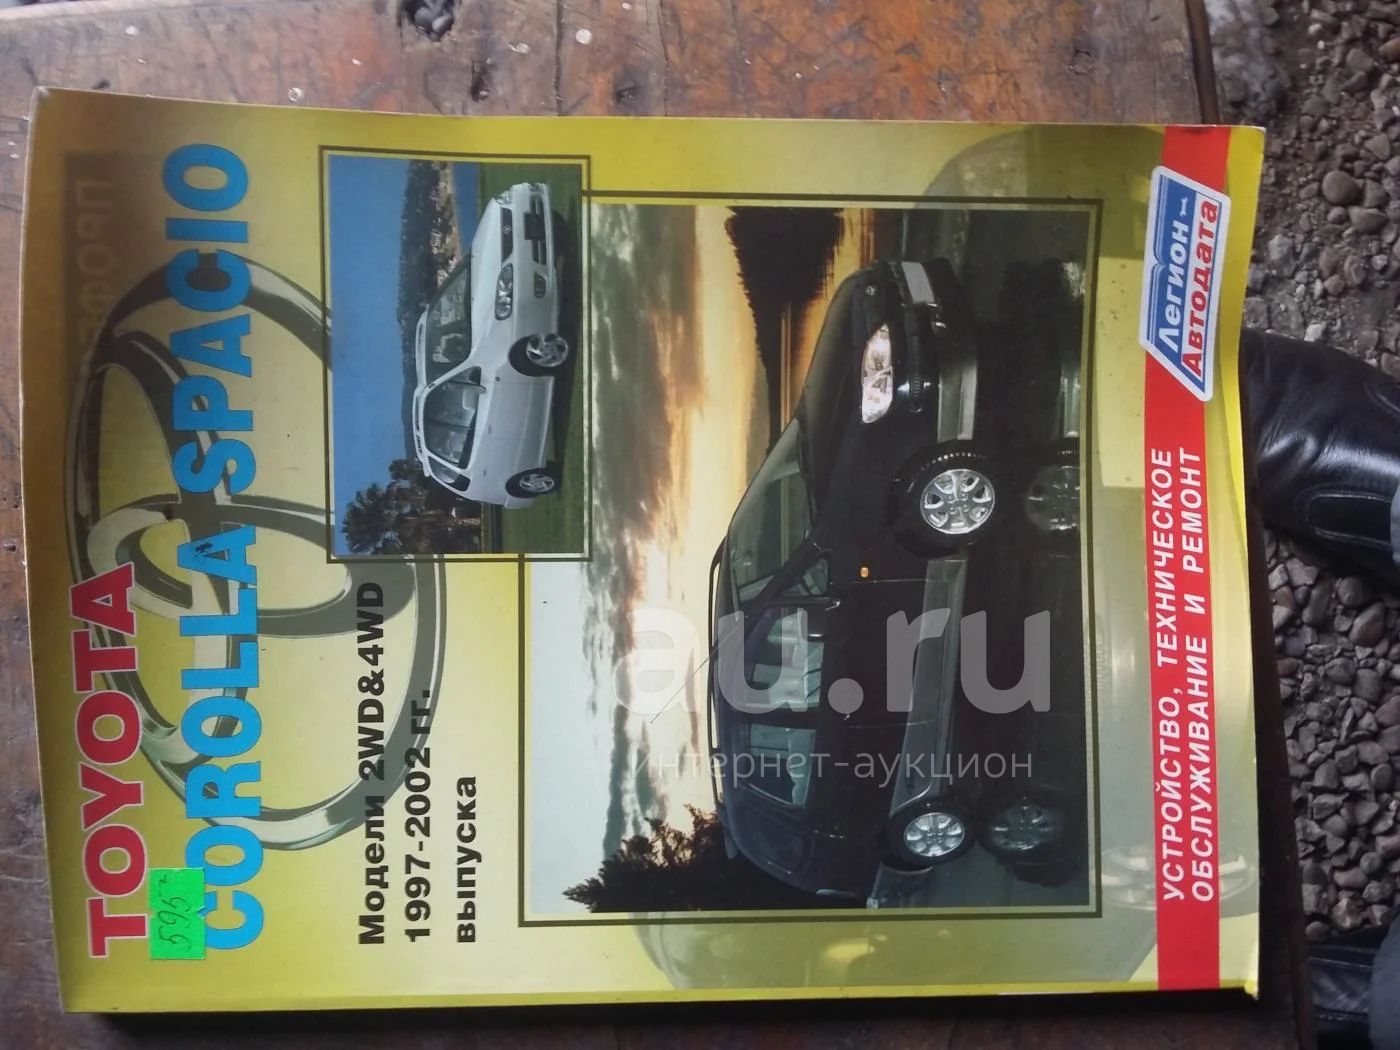 TOYOTA
COROLLA SPACIO
Модели 2WD&4WD
1997-2002 гг.
выпуска
УСТРОЙСТВО, ТЕХНИЧЕСКОЕ
ОБСЛУЖИВАНИЕ И РЕМОНТ
Легион-
Автодата
au.ru
интернет-аукцион